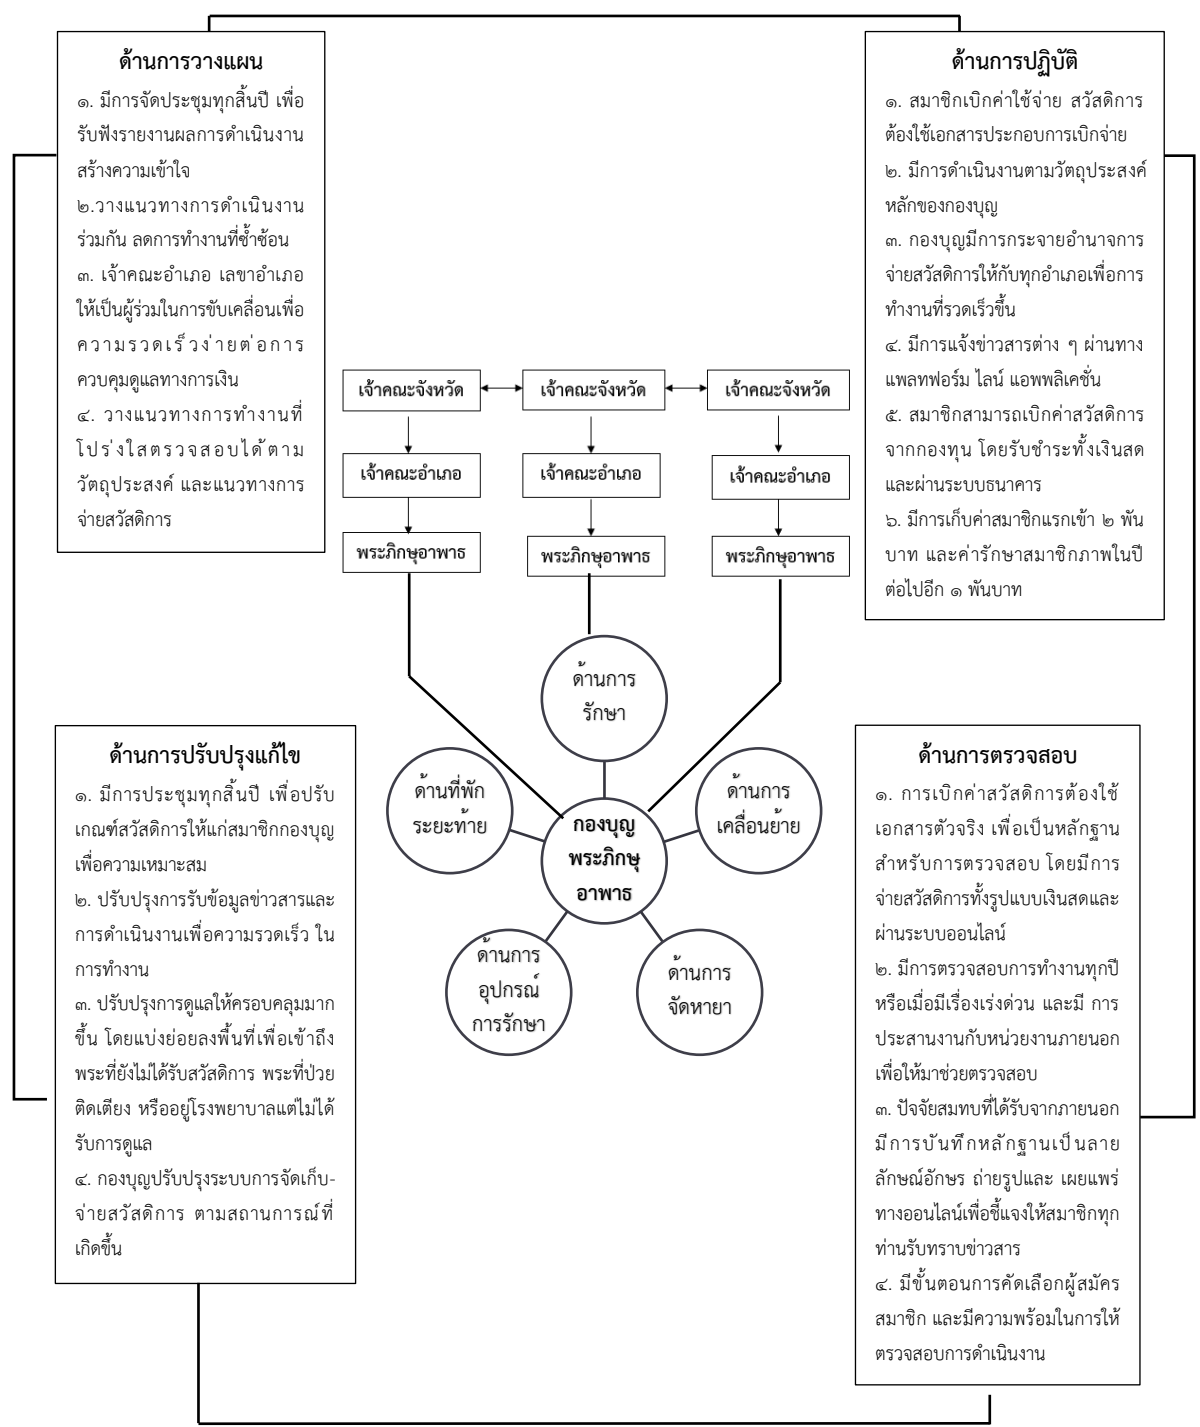 ด้านการวางแผน
๑. มีการจัดประชุมทุกสิ้นปี เพื่อ
รับฟังรายงานผลการดำเนินงาน
สร้างความเข้าใจ
๒.วางแนวทางการดำเนินงาน
ร่วมกัน ลดการทำงานที่ซ้ำซ้อน
๓. เจ้าคณะอำเภอ เลขาอำเภอ
ให้เป็นผู้ร่วมในการขับเคลื่อนเพื่อ
ความรวดเร็วง่ายต่อการ
ควบคุมดูแลทางการเงิน
๔. วางแนวทางการทำงานที่
โปร่งใสตรวจสอบได้ตาม
วัตถุประสงค์ และแนวทางการ
จ่ายสวัสดิการ
ด้านการปฏิบัติ
๑. สมาชิกเบิกค่าใช้จ่าย สวัสดิการ
ต้องใช้เอกสารประกอบการเบิกจ่าย
๒. มีการดำเนินงานตามวัตถุประสงค์
หลักของกองบุญ
๓. กองบุญมีการกระจายอำนาจการ
จ่ายสวัสดิการให้กับทุกอำเภอเพื่อการ
ทำงานที่รวดเร็วขึ้น
๔. มีการแจ้งข่าวสารต่าง ๆ ผ่านทาง
แพลทฟอร์ม ไลน์ แอพพลิเคชั่น
๕. สมาชิกสามารถเบิกค่าสวัสดิการ
จากกองทุน โดยรับชำระทั้งเงินสด
และผ่านระบบธนาคาร
๖. มีการเก็บค่าสมาชิกแรกเข้า ๒ พัน
บาท และค่ารักษาสมาชิกภาพในปี
ต่อไปอีก ๑ พันบาท
เจ้าคณะจังหวัด
เจ้าคณะจังหวัด
เจ้าคณะจังหวัด
เจ้าคณะอำเภอ
เจ้าคณะอำเภอ
เจ้าคณะอำเภอ
พระภิกษุอาพาธ
พระภิกษุอาพาธ
พระภิกษุอาพาธ
ด้านการ
รักษา
ด้านที่พัก
ระยะท้าย
ด้านการ
เคลื่อนย้าย
กองบุญ
พระภิกษุ
อาพาธ
ด้านการ
อุปกรณ์
การรักษา
ด้านการ
จัดหายา
ด้านการปรับปรุงแก้ไข
๑. มีการประชุมทุกสิ้นปี เพื่อปรับ
เกณฑ์สวัสดิการให้แก่สมาชิกกองบุญ
เพื่อความเหมาะสม
๒. ปรับปรุงการรับข้อมูลข่าวสารและ
การดำเนินงานเพื่อความรวดเร็ว ใน
การทำงาน
๓. ปรับปรุงการดูแลให้ครอบคลุมมาก
ขึ้น โดยแบ่งย่อยลงพื้นที่เพื่อเข้าถึง
พระที่ยังไม่ได้รับสวัสดิการ พระที่ป่วย
ติดเตียง หรืออยู่โรงพยาบาลแต่ไม่ได้
รับการดูแล
๔. กองบุญปรับปรุงระบบการจัดเก็บ-
จ่ายสวัสดิการ ตามสถานการณ์ที่
เกิดขึ้น
ด้านการตรวจสอบ
๑. การเบิกค่าสวัสดิการต้องใช้
เอกสารตัวจริง เพื่อเป็นหลักฐาน
สำหรับการตรวจสอบ โดยมีการ
จ่ายสวัสดิการทั้งรูปแบบเงินสดและ
ผ่านระบบออนไลน์
๒. มีการตรวจสอบการทำงานทุกปี
หรือเมื่อมีเรื่องเร่งด่วน และมี การ
ประสานงานกับหน่วยงานภายนอก
เพื่อให้มาช่วยตรวจสอบ
๓. ปัจจัยสมทบที่ได้รับจากภายนอก
มีการบันทึกหลักฐานเป็นลาย
ลักษณ์อักษร ถ่ายรูปและ เผยแพร่
ทางออนไลน์เพื่อชี้แจงให้สมาชิกทุก
ท่านรับทราบข่าวสาร
๔. มีขั้นตอนการคัดเลือกผู้สมัคร
สมาชิก และมีความพร้อมในการให้
ตรวจสอบการดำเนินงาน